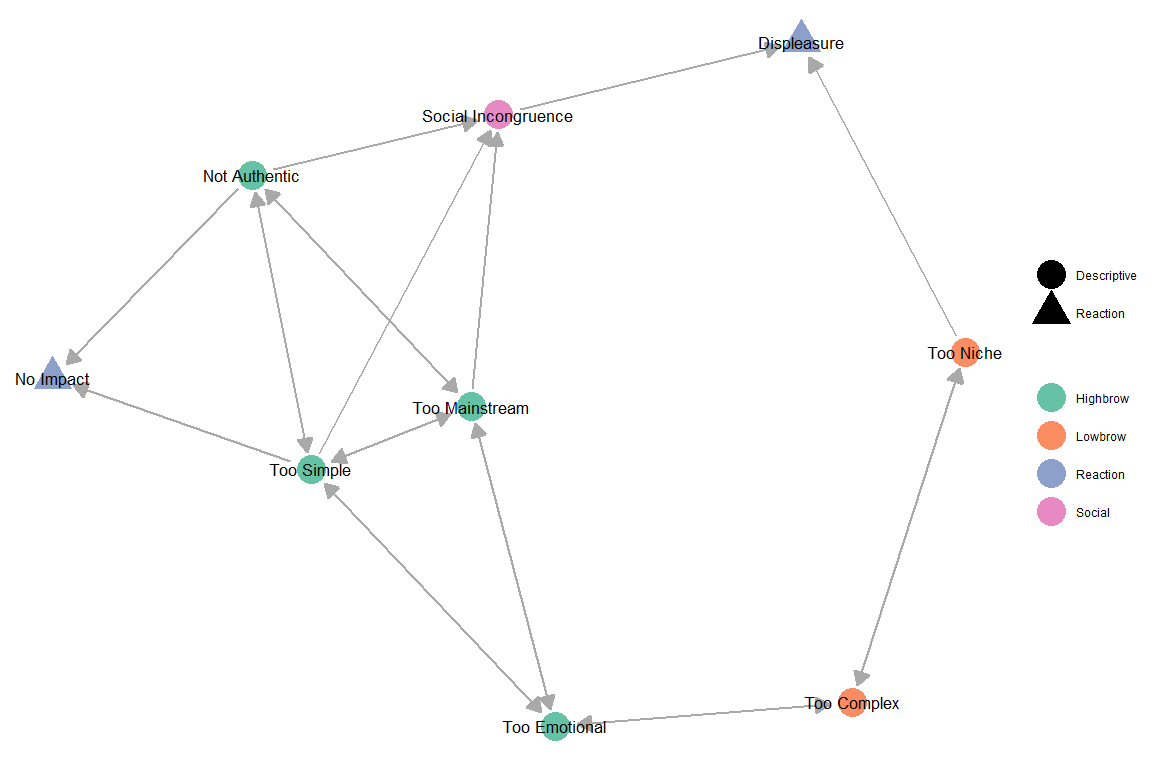 Displeasure
Social Incongruence
Not Authentic
Descriptive
Reaction
Too Niche
No Impact
Highbrow
Too Mainstream
Lowbrow
Too Simple
Reaction
Social
Too Complex
Too Emotional